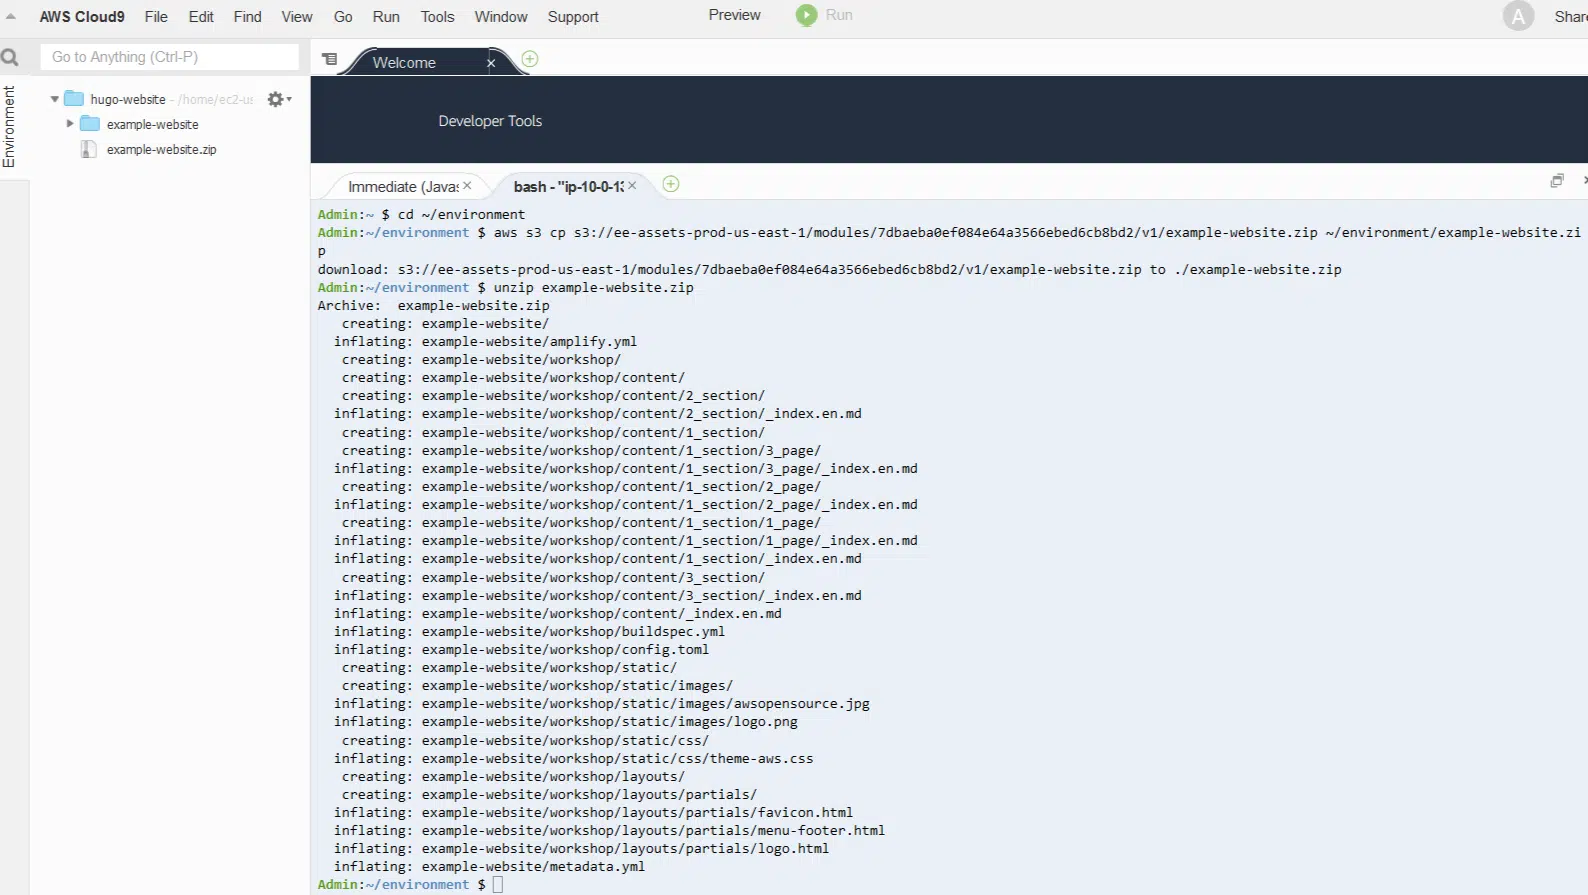 AWS Cloud9 File Edit Find View Go Run Tools Window Support Preview Run A Share
Go to Anything (Ctrl-P)
Welcome
Environment
hugo-website - /home/ec2-us
example-website
example-website.zip
Developer Tools
Immediate (Javas
bash - "ip-10-0-13
Admin:~ $ cd ~/environment
Admin:~/environment $ aws s3 cp s3://ee-assets-prod-us-east-1/modules/7dbaeba0ef084e64a3566ebed6cb8bd2/v1/example-website.zip ~/environment/example-website.zi
p
download: s3://ee-assets-prod-us-east-1/modules/7dbaeba0ef084e64a3566ebed6cb8bd2/v1/example-website.zip to ./example-website.zip
Admin:~/environment $ unzip example-website.zip
Archive:  example-website.zip
   creating: example-website/
  inflating: example-website/amplify.yml
   creating: example-website/workshop/
   creating: example-website/workshop/content/
   creating: example-website/workshop/content/2_section/
  inflating: example-website/workshop/content/2_section/_index.en.md
   creating: example-website/workshop/content/1_section/
   creating: example-website/workshop/content/1_section/3_page/
  inflating: example-website/workshop/content/1_section/3_page/_index.en.md
   creating: example-website/workshop/content/1_section/2_page/
  inflating: example-website/workshop/content/1_section/2_page/_index.en.md
   creating: example-website/workshop/content/1_section/1_page/
  inflating: example-website/workshop/content/1_section/1_page/_index.en.md
  inflating: example-website/workshop/content/1_section/_index.en.md
   creating: example-website/workshop/content/3_section/
  inflating: example-website/workshop/content/3_section/_index.en.md
  inflating: example-website/workshop/content/_index.en.md
  inflating: example-website/workshop/buildspec.yml
  inflating: example-website/workshop/config.toml
   creating: example-website/workshop/static/
   creating: example-website/workshop/static/images/
  inflating: example-website/workshop/static/images/awsopensource.jpg
  inflating: example-website/workshop/static/images/logo.png
   creating: example-website/workshop/static/css/
  inflating: example-website/workshop/static/css/theme-aws.css
   creating: example-website/workshop/layouts/
   creating: example-website/workshop/layouts/partials/
  inflating: example-website/workshop/layouts/partials/favicon.html
  inflating: example-website/workshop/layouts/partials/menu-footer.html
  inflating: example-website/workshop/layouts/partials/logo.html
  inflating: example-website/metadata.yml
Admin:~/environment $